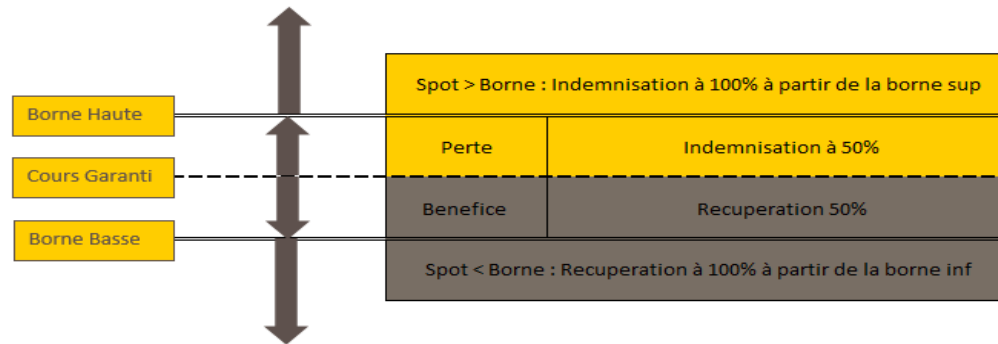 Spot > Borne : Indemnisation à 100% à partir de la borne sup
Borne Haute
Perte
Indemnisation à 50%
Cours Garanti
Benefice
Recuperation 50%
Borne Basse
Spot < Borne : Recuperation à 100% à partir de la borne inf